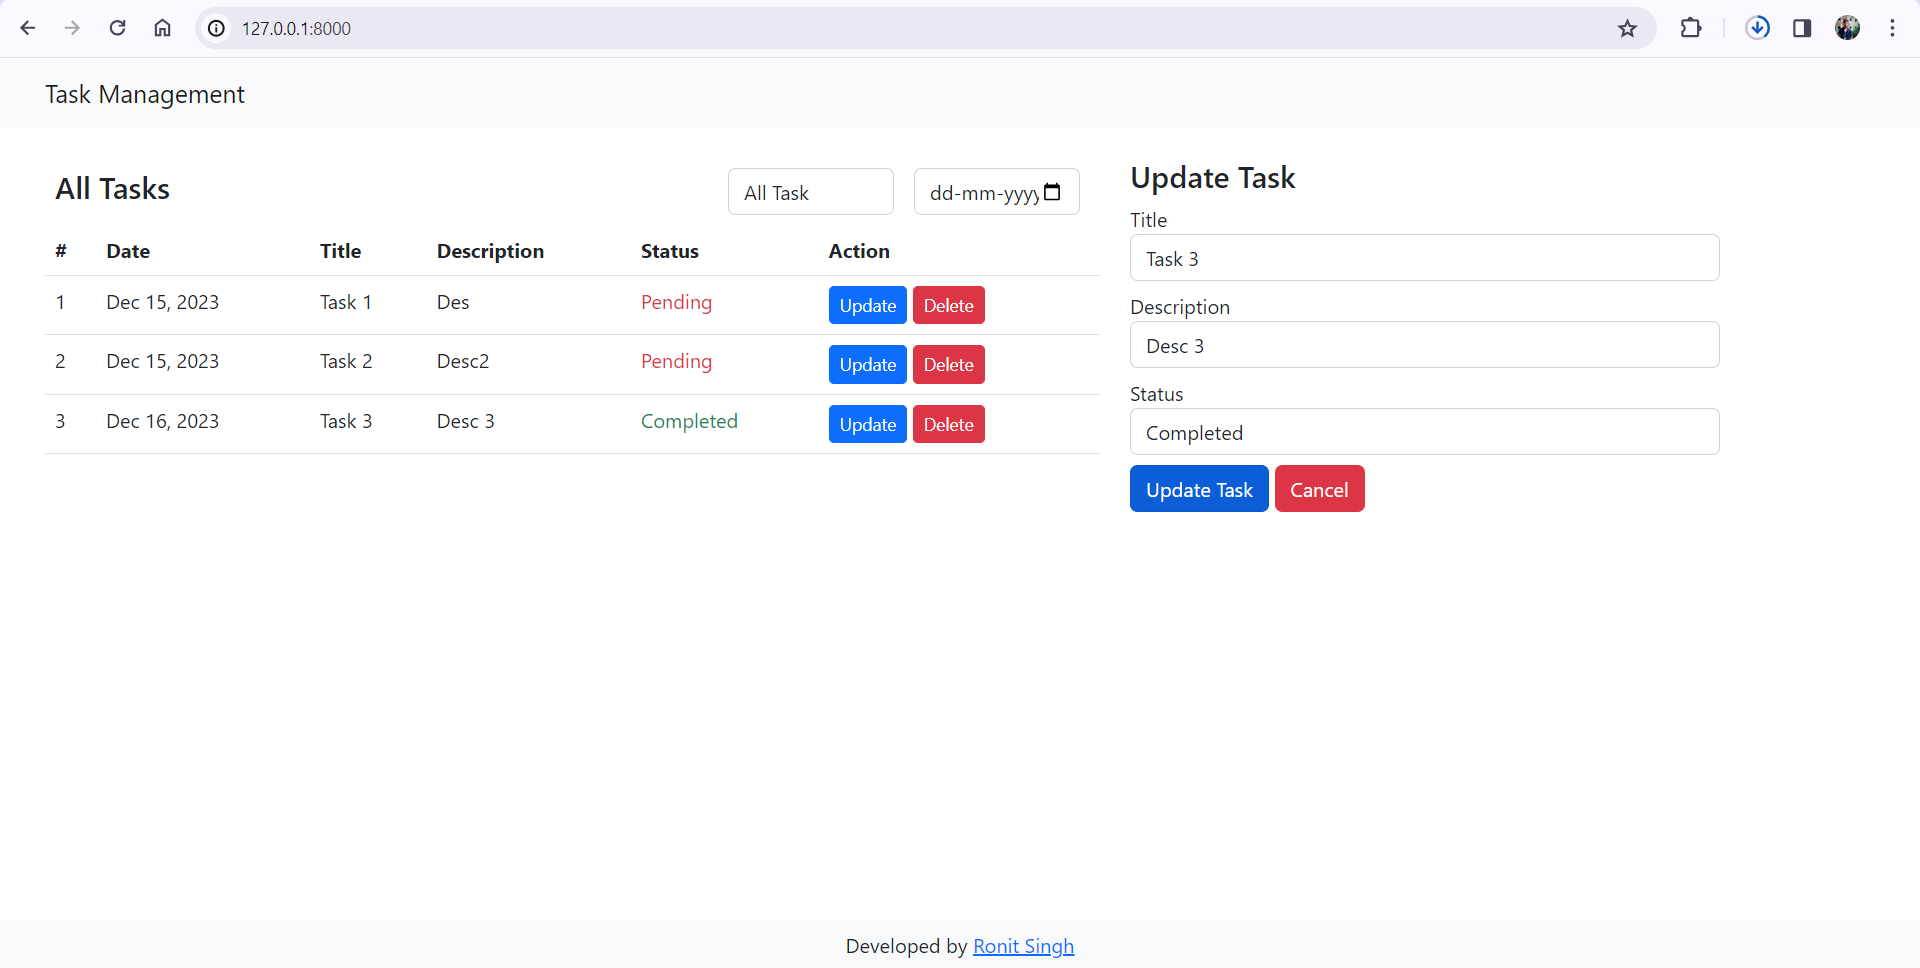 127.0.0.1:8000
Task Management
All Tasks
All Task
dd-mm-yyyy
# Date Title Description Status Action
1 Dec 15, 2023 Task 1 Des Pending Update Delete
2 Dec 15, 2023 Task 2 Desc2 Pending Update Delete
3 Dec 16, 2023 Task 3 Desc 3 Completed Update Delete
Update Task
Title
Task 3
Description
Desc 3
Status
Completed
Update Task Cancel
Developed by Ronit Singh